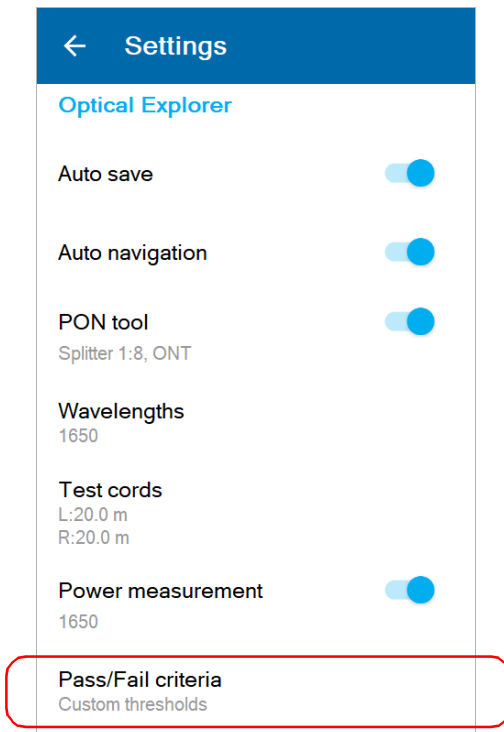 Settings
Optical Explorer
Auto save
Auto navigation
PON tool
Splitter 1:8, ONT
Wavelengths
1650
Test cords
L:20.0 m
R:20.0 m
Power measurement
1650
Pass/Fail criteria
Custom thresholds